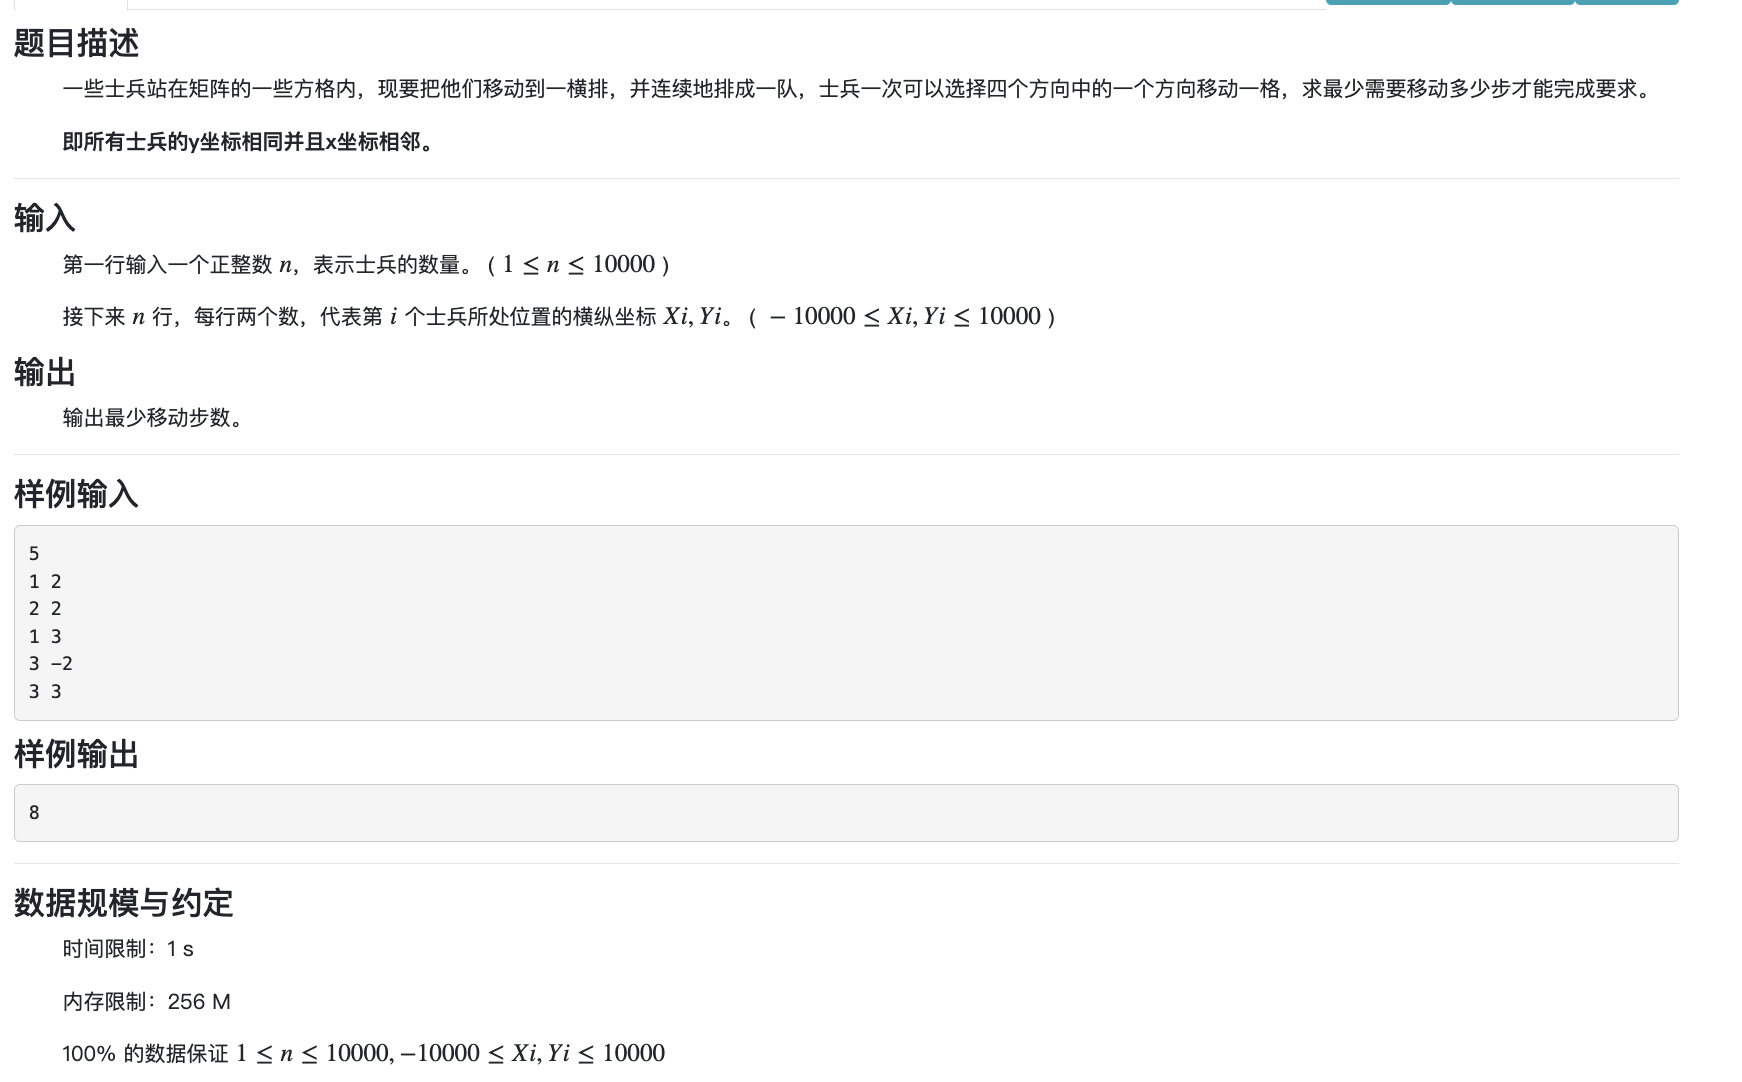 题目描述
一些士兵站在矩阵的一些方格内，现要把他们移动到一横排，并连续地排成一队，士兵一次可以选择四个方向中的一个方向移动一格，求最少需要移动多少步才能完成要求。
即所有士兵的y坐标相同并且x坐标相邻。
输入
第一行输入一个正整数 n，表示士兵的数量。（ 1 ≤ n ≤ 10000 ）
接下来 n 行，每行两个数，代表第 i 个士兵所处位置的横纵坐标 Xi, Yi。（ − 10000 ≤ Xi, Yi ≤ 10000 ）
输出
输出最少移动步数。
样例输入
5
1 2
2 2
1 3
3 -2
3 3
样例输出
8
数据规模与约定
时间限制：1 s
内存限制：256 M
100% 的数据保证 1 ≤ n ≤ 10000, −10000 ≤ Xi, Yi ≤ 10000